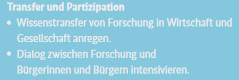 Transfer und Partizipation
• Wissenstransfer von Forschung in Wirtschaft und
Gesellschaft anregen.
• Dialog zwischen Forschung und
Bürgerinnen und Bürgern intensivieren.